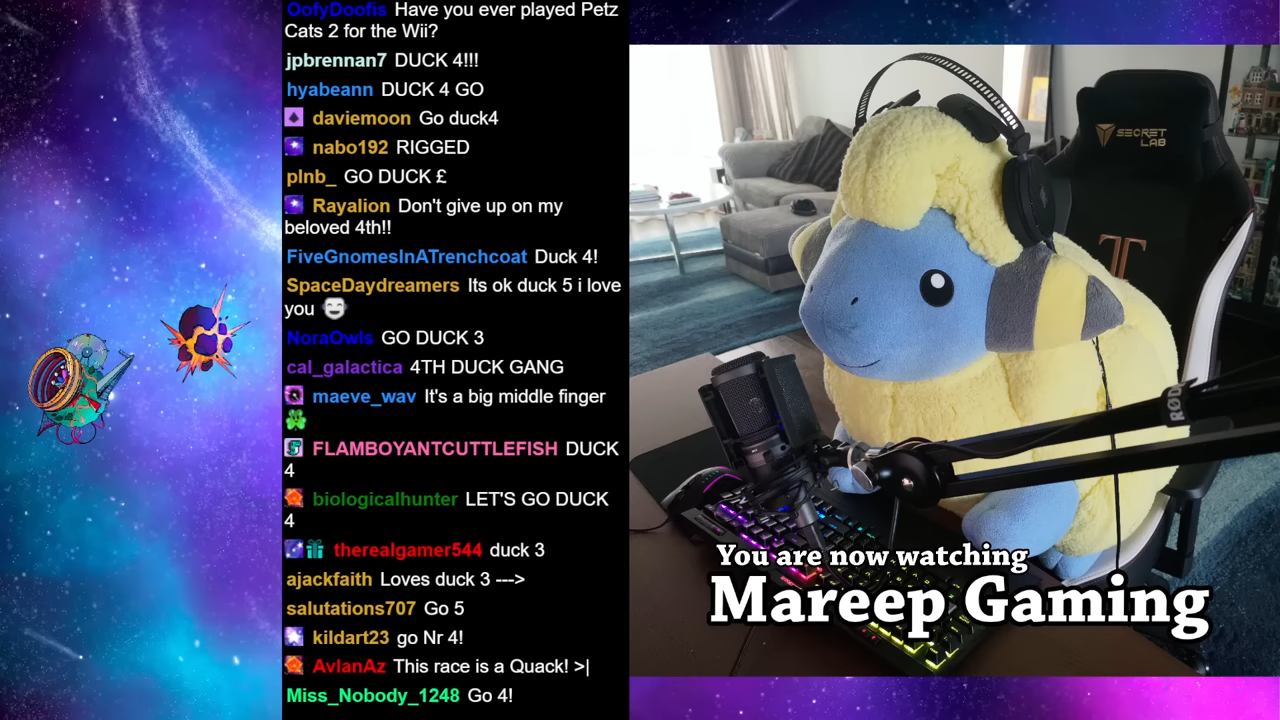 OofyDoofis Have you ever played Petz
Cats 2 for the Wii?
jpbrennan7 DUCK 4!!!
hyabeann DUCK 4 GO
daviemoon Go duck4
nabo192 RIGGED
plnb_ GO DUCK £
Rayalion Don't give up on my
beloved 4th!!
FiveGnomesInATrenchcoat Duck 4!
SpaceDaydreamers Its ok duck 5 i love
you
NoraOwls GO DUCK 3
cal_galactica 4TH DUCK GANG
maeve_wav It's a big middle finger
FLAMBOYANTCUTTLEFISH DUCK
4
biologicalhunter LET'S GO DUCK
4
therealgamer544 duck 3
ajackfaith Loves duck 3 --->
salutations707 Go 5
kildart23 go Nr 4!
AvlanAz This race is a Quack! >|
Miss_Nobody_1248 Go 4!
SECRET
LAB
RØDE
You are now watching
Mareep Gaming